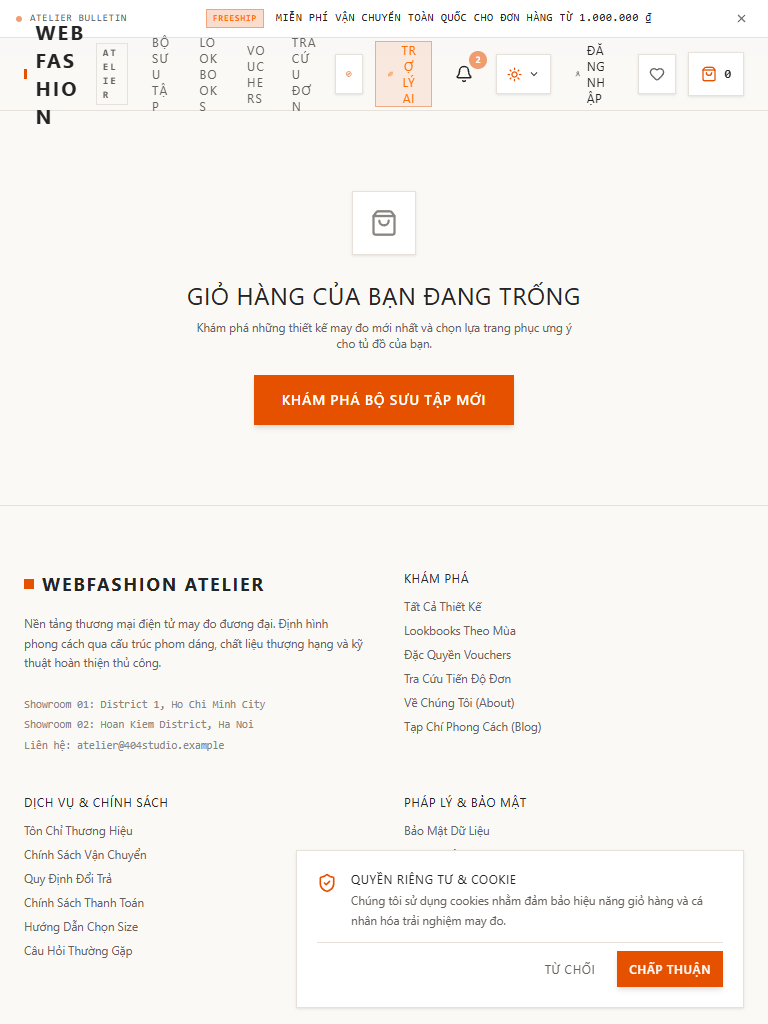 ATELIER BULLETIN
FREESHIP MIỄN PHÍ VẬN CHUYỂN TOÀN QUỐC CHO ĐƠN HÀNG TỪ 1.000.000 ₫
WEB
FAS
HIO
N
AT
EL
IE
R
BỘ
SƯ
U
TẬ
P
LO
OK
BO
OK
S
VO
UC
HE
RS
TRA
CỨ
U
ĐƠ
N
TR
Ợ
LÝ
AI
2
ĐĂ
NG
NH
ẬP
0
GIỎ HÀNG CỦA BẠN ĐANG TRỐNG
Khám phá những thiết kế may đo mới nhất và chọn lựa trang phục ưng ý
cho tủ đồ của bạn.
KHÁM PHÁ BỘ SƯU TẬP MỚI
WEBFASHION ATELIER
Nền tảng thương mại điện tử may đo đương đại. Định hình
phong cách qua cấu trúc phom dáng, chất liệu thượng hạng và kỹ
thuật hoàn thiện thủ công.
Showroom 01: District 1, Ho Chi Minh City
Showroom 02: Hoan Kiem District, Ha Noi
Liên hệ: atelier@404studio.example
KHÁM PHÁ
Tất Cả Thiết Kế
Lookbooks Theo Mùa
Đặc Quyền Vouchers
Tra Cứu Tiến Độ Đơn
Về Chúng Tôi (About)
Tạp Chí Phong Cách (Blog)
DỊCH VỤ & CHÍNH SÁCH
Tôn Chỉ Thương Hiệu
Chính Sách Vận Chuyển
Quy Định Đổi Trả
Chính Sách Thanh Toán
Hướng Dẫn Chọn Size
Câu Hỏi Thường Gặp
PHÁP LÝ & BẢO MẬT
Bảo Mật Dữ Liệu
QUYỀN RIÊNG TƯ & COOKIE
Chúng tôi sử dụng cookies nhằm đảm bảo hiệu năng giỏ hàng và cá
nhân hóa trải nghiệm may đo.
TỪ CHỐI
CHẤP THUẬN